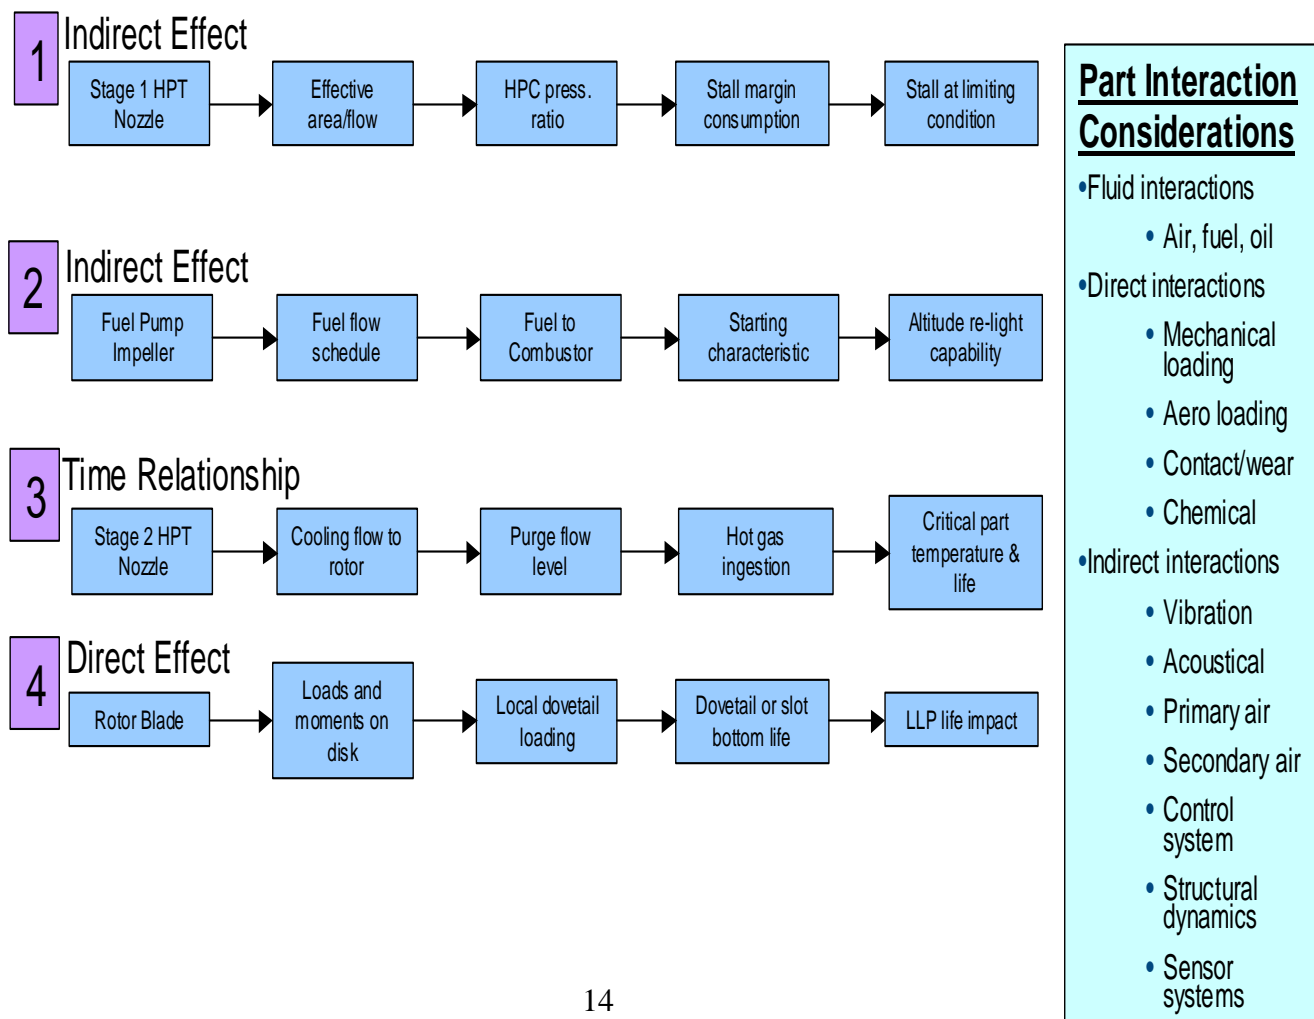 1
Indirect Effect
Stage 1 HPT
Nozzle
Effective
area/flow
HPC press.
ratio
Stall margin
consumption
Stall at limiting
condition
2
Indirect Effect
Fuel Pump
Impeller
Fuel flow
schedule
Fuel to
Combustor
Starting
characteristic
Altitude re-light
capability
3
Time Relationship
Stage 2 HPT
Nozzle
Cooling flow to
rotor
Purge flow
level
Hot gas
ingestion
Critical part
temperature &
life
4
Direct Effect
Rotor Blade
Loads and
moments on
disk
Local dovetail
loading
Dovetail or slot
bottom life
LLP life impact
Part Interaction
Considerations
•Fluid interactions
• Air, fuel, oil
•Direct interactions
• Mechanical
loading
• Aero loading
• Contact/wear
• Chemical
•Indirect interactions
• Vibration
• Acoustical
• Primary air
• Secondary air
• Control
system
• Structural
dynamics
• Sensor
systems
14